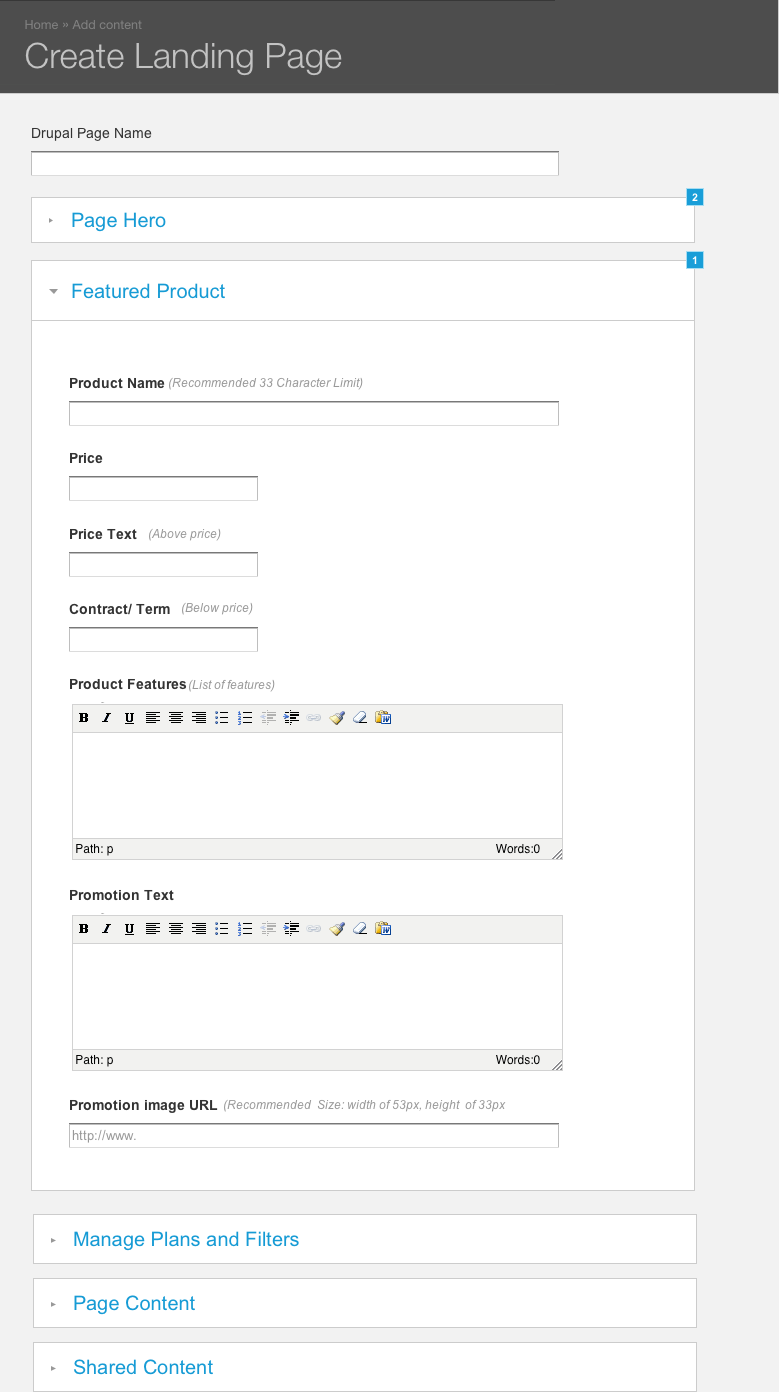 Home » Add content
Create Landing Page
Drupal Page Name
2
Page Hero
1
Featured Product
Product Name (Recommended 33 Character Limit)
Price
Price Text (Above price)
Contract/ Term (Below price)
Product Features (List of features)
B I U
Path: p Words:0
Promotion Text
B I U
Path: p Words:0
Promotion image URL (Recommended Size: width of 53px, height of 33px
http://www.
Manage Plans and Filters
Page Content
Shared Content